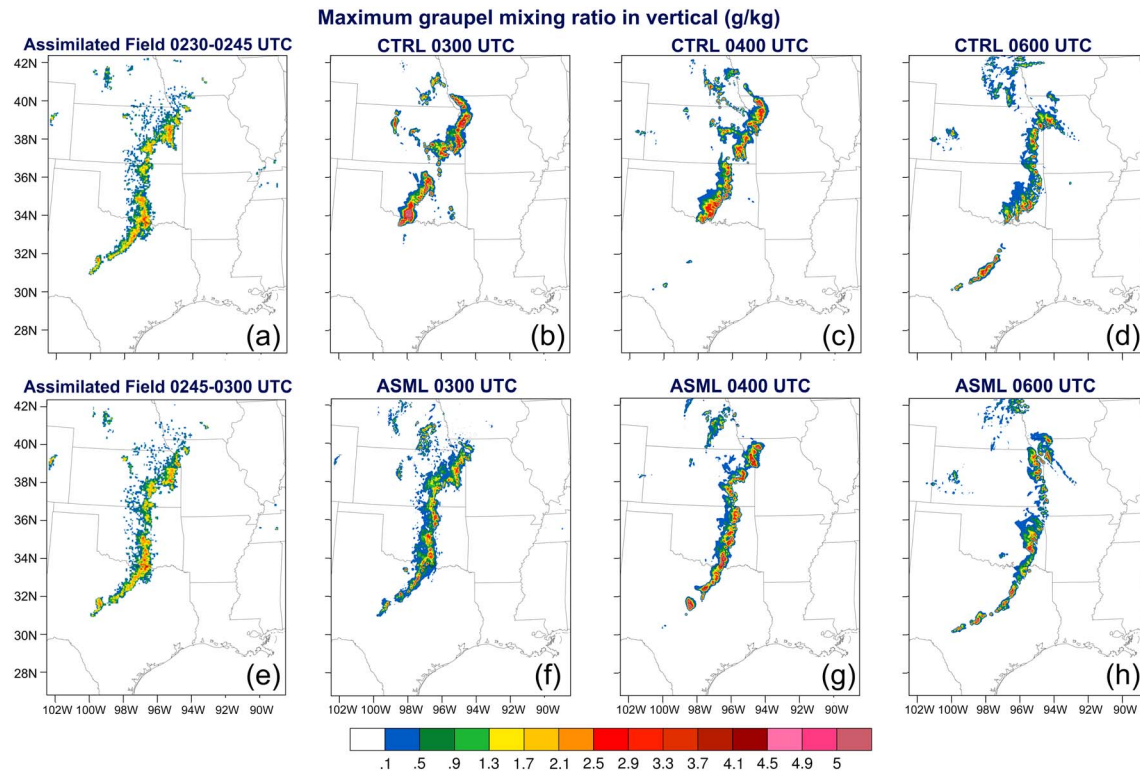 Maximum graupel mixing ratio in vertical (g/kg)
Assimilated Field 0230-0245 UTC
CTRL 0300 UTC
CTRL 0400 UTC
CTRL 0600 UTC
42N
40N
38N
36N
34N
32N
30N
28N
(a)
(b)
(c)
(d)
Assimilated Field 0245-0300 UTC
ASML 0300 UTC
ASML 0400 UTC
ASML 0600 UTC
42N
40N
38N
36N
34N
32N
30N
28N
(e)
(f)
(g)
(h)
102W 100W 98W 96W 94W 92W 90W
102W 100W 98W 96W 94W 92W 90W
102W 100W 98W 96W 94W 92W 90W
102W 100W 98W 96W 94W 92W 90W
.1 .5 .9 1.3 1.7 2.1 2.5 2.9 3.3 3.7 4.1 4.5 4.9 5